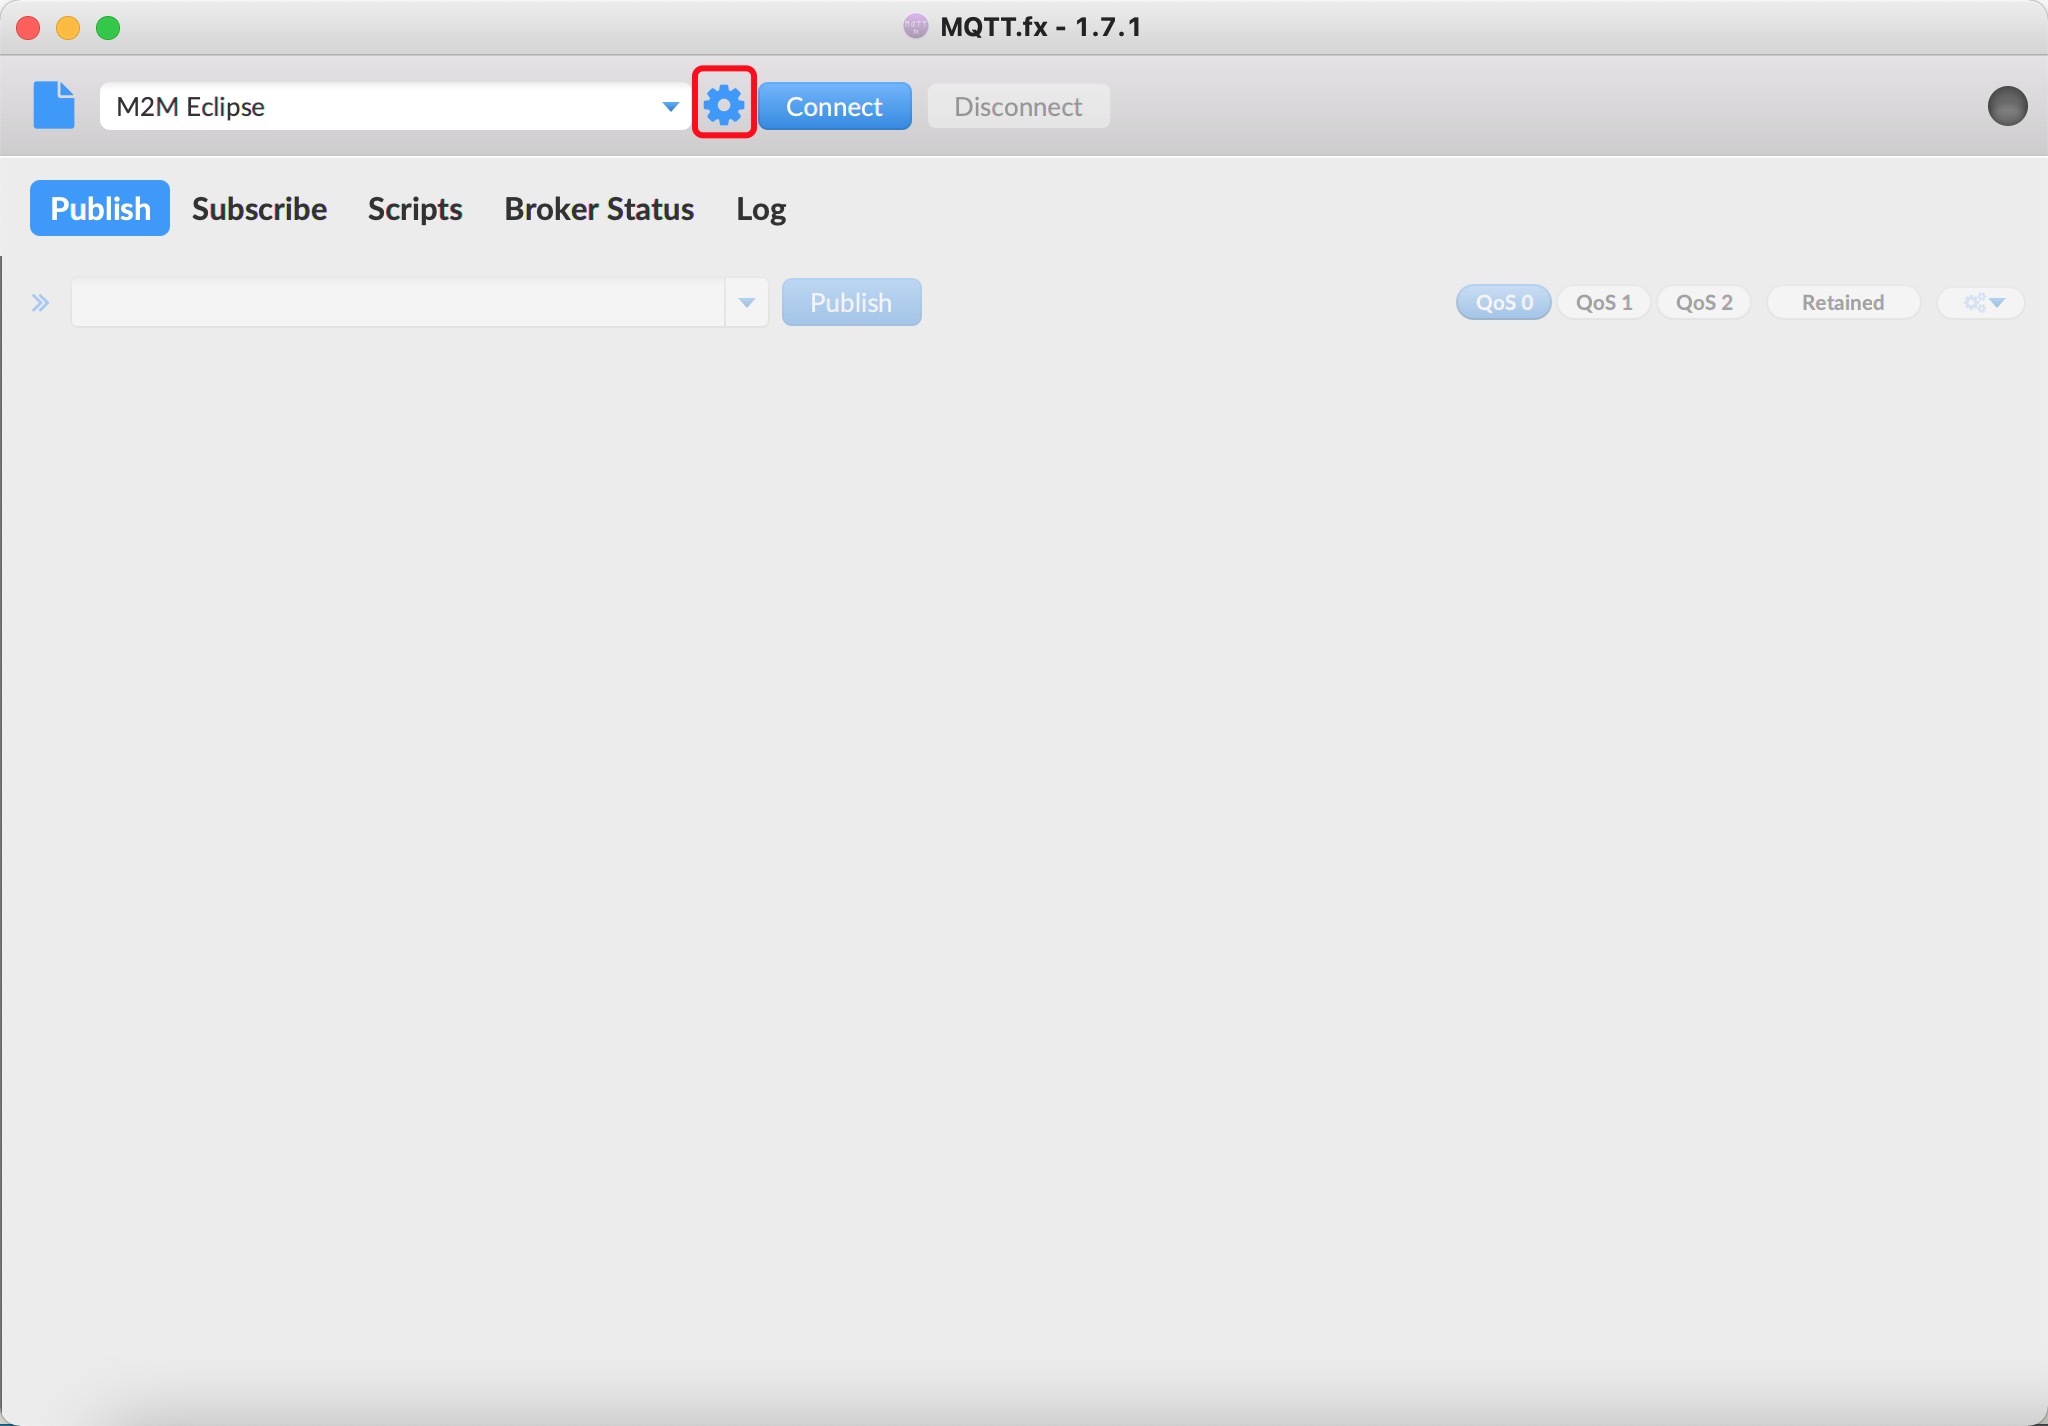 MQTT.fx - 1.7.1
M2M Eclipse
Connect
Disconnect
Publish
Subscribe
Scripts
Broker Status
Log
Publish
QoS 0
QoS 1
QoS 2
Retained